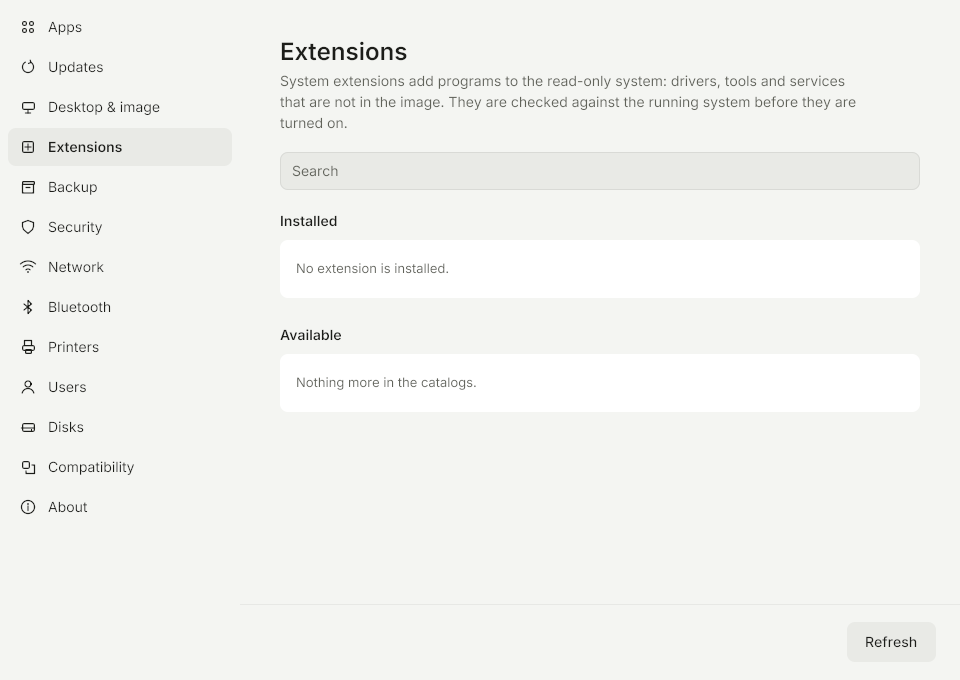 Apps
Updates
Desktop & image
Extensions
Backup
Security
Network
Bluetooth
Printers
Users
Disks
Compatibility
About
Extensions
System extensions add programs to the read-only system: drivers, tools and services
that are not in the image. They are checked against the running system before they are
turned on.
Search
Installed
No extension is installed.
Available
Nothing more in the catalogs.
Refresh